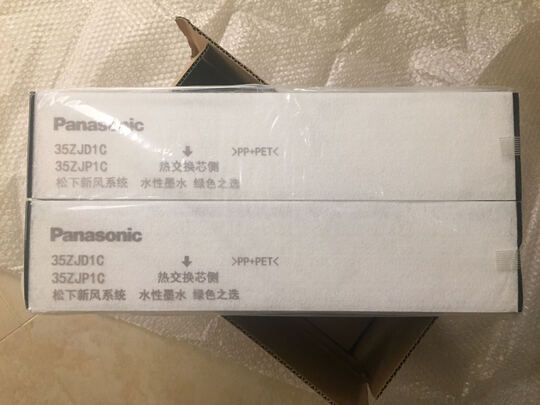 Panasonic
35ZJD1C
>PP+PET<
35ZJP1C
热交换芯侧
松下新风系统 水性墨水 绿色之选
Panasonic
35ZJD1C
>PP+PET<
35ZJP1C
热交换芯侧
松下新风系统 水性墨水 绿色之选